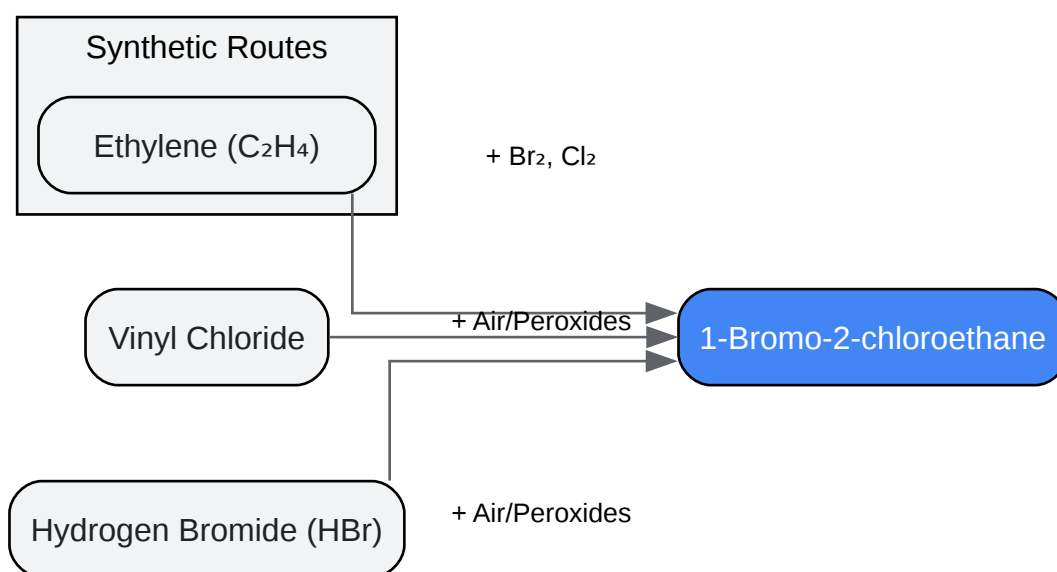 Synthetic Routes
Ethylene (C₂H₄)
+ Br₂, Cl₂
+ Air/Peroxides
Vinyl Chloride
1-Bromo-2-chloroethane
+ Air/Peroxides
Hydrogen Bromide (HBr)